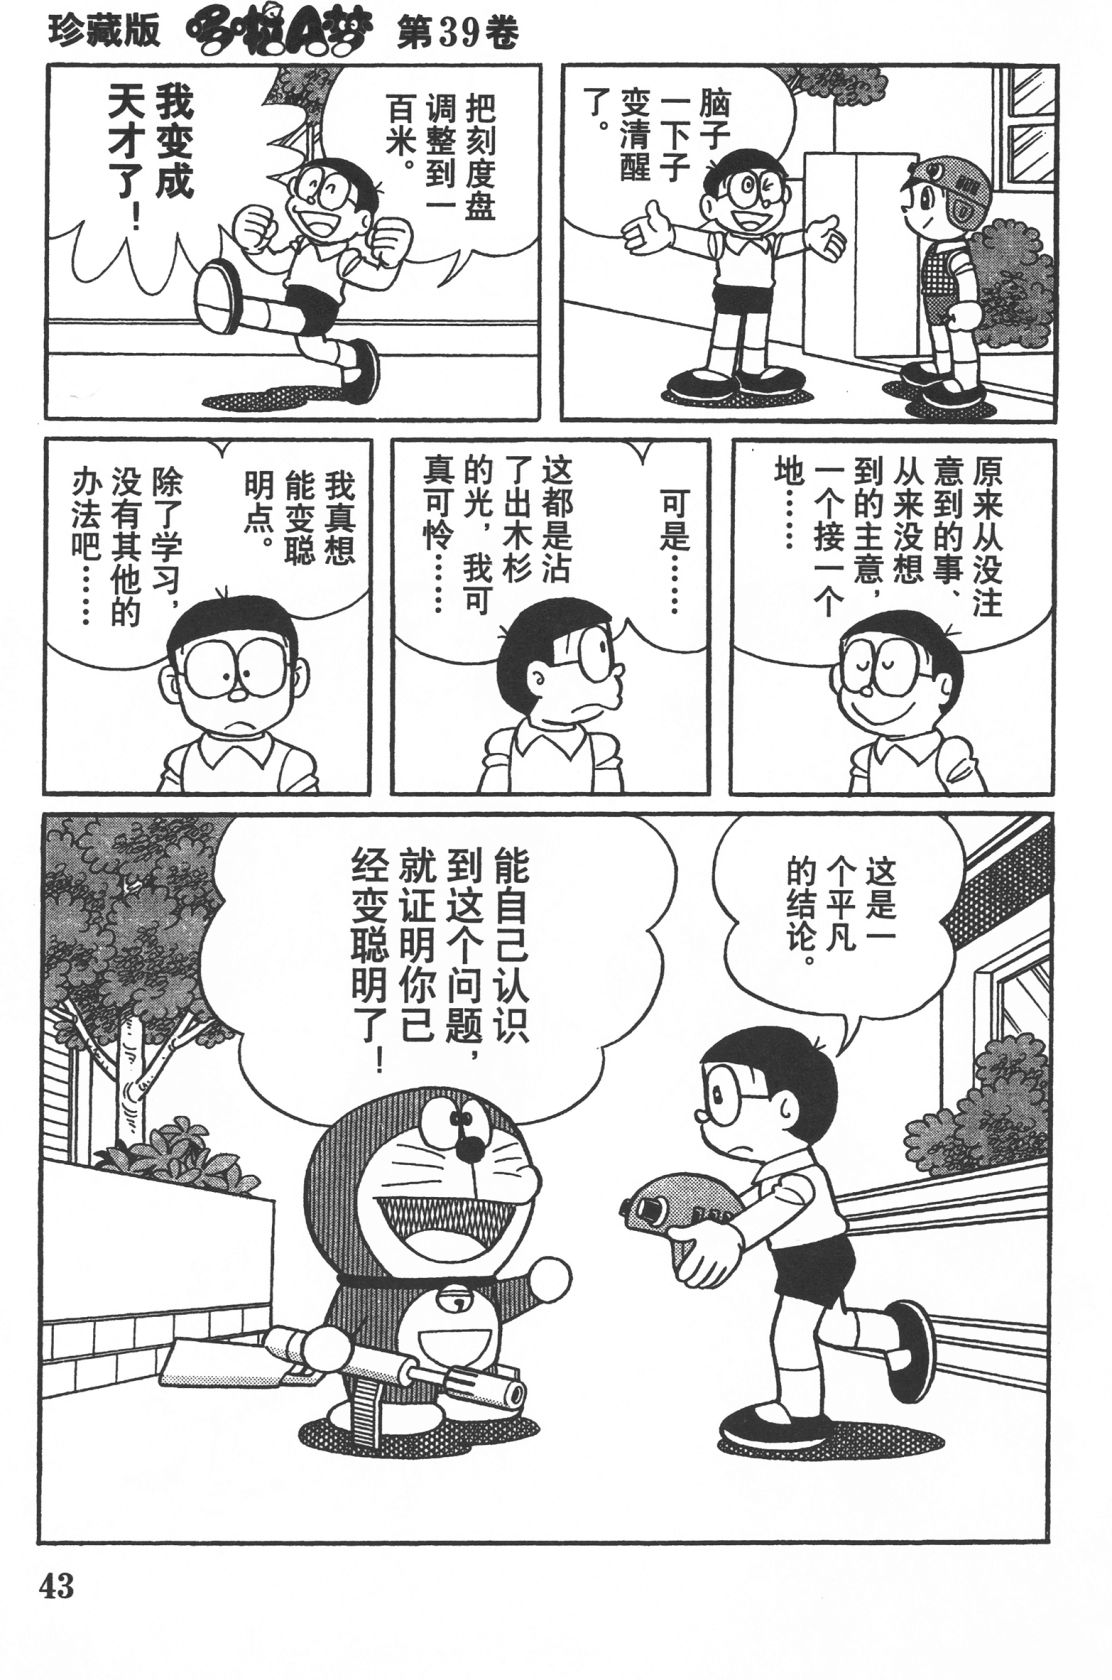 珍藏版 哆啦A梦 第39卷
脑子
一下子
变清醒
了。
把刻度盘
调整到一
百米。
我变成
天才了！
原来从没注
意到的事、
从来没想
到的主意，
一个接一个
地……
可是……
这都是沾
了出木杉
的光，我可
真可怜……
我真想
能变聪
明点。
除了学习，
没有其他的
办法吧……
这是一
个平凡
的结论。
能自己认识
到这个问题，
就证明你已
经变聪明了！
43